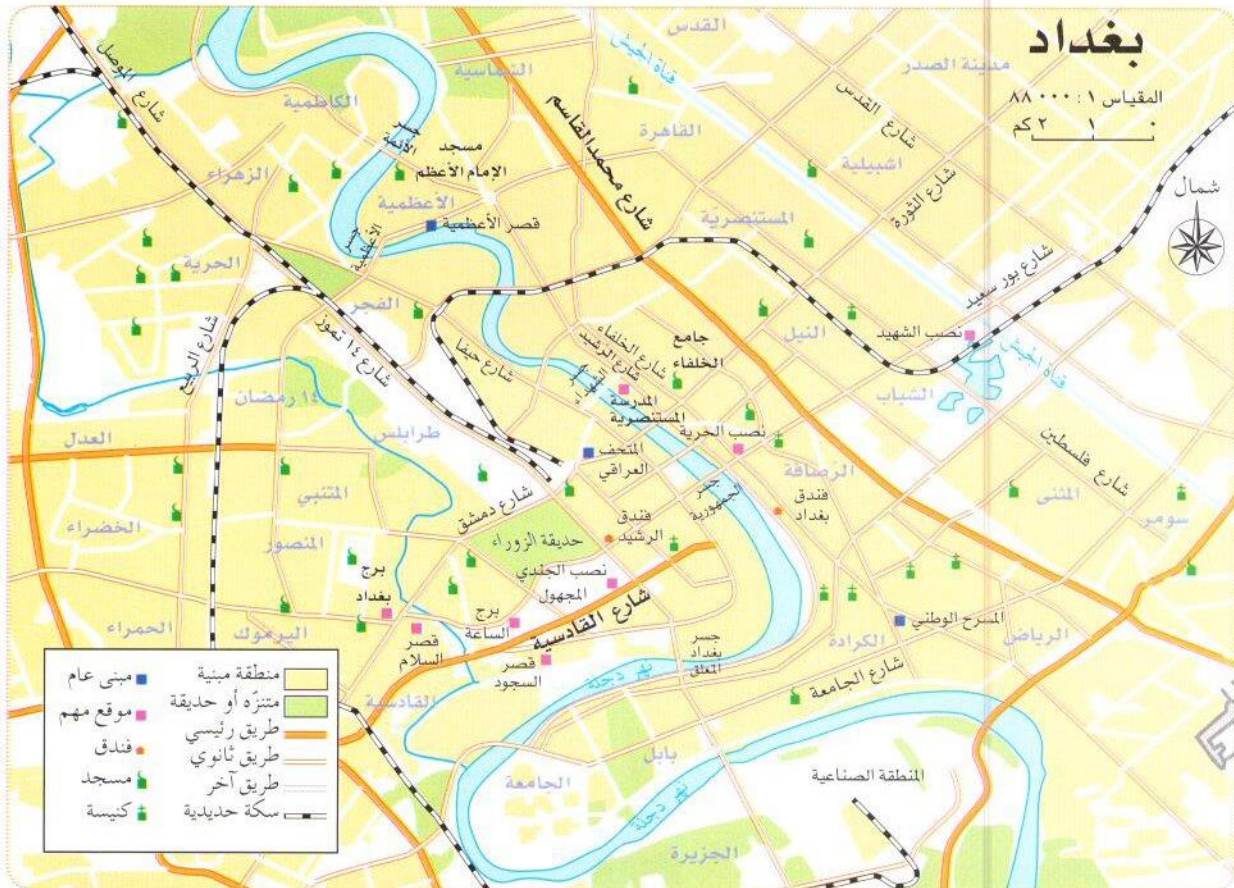 بغداد
المقياس ١ : ٨٨٠٠٠
٠ ١ ٢ كم
شمال
القدس
مدينة الصدر
قناة الجيش
شارع القدس
الشماسية
شارع الموصل
الكاظمية
القاهرة
شارع محمد القاسم
جسر
الأئمة
مسجد
الإمام الأعظم
اشبيلية
شارع الثورة
الزهراء
الأعظمية
المستنصرية
قصر الأعظمية
جسر
الأعظمية
الحرية
شارع بور سعيد
الفجر
النيل
نصب الشهيد
جامع
الخلفاء
شارع الخلفاء
شارع الرشيد
شارع حيفا
شارع ١٤ تموز
شارع الربيع
جسر
الشهداء
قناة الجيش
المدرسة
المستنصرية
الشباب
١٤ رمضان
طرابلس
نصب الحرية
العدل
المتحف
العراقي
الرصافة
شارع فلسطين
المتنبي
جسر
الجمهورية
فندق
بغداد
المثنى
سومر
شارع دمشق
الخضراء
المنصور
حديقة الزوراء
فندق
الرشيد
برج
بغداد
نصب الجندي
المجهول
شارع القادسية
برج
الساعة
الحمراء
اليرموك
قصر
السلام
قصر
السجود
جسر
بغداد
المعلق
المسرح الوطني
الكرادة
الرياض
شارع الجامعة
نهر دجلة
القادسية
بابل
الجامعة
نهر دجلة
المنطقة الصناعية
الجزيرة
منطقة مبنية
متنزّه أو حديقة
طريق رئيسي
طريق ثانوي
طريق آخر
سكة حديدية
مبنى عام
موقع مهم
فندق
مسجد
كنيسة